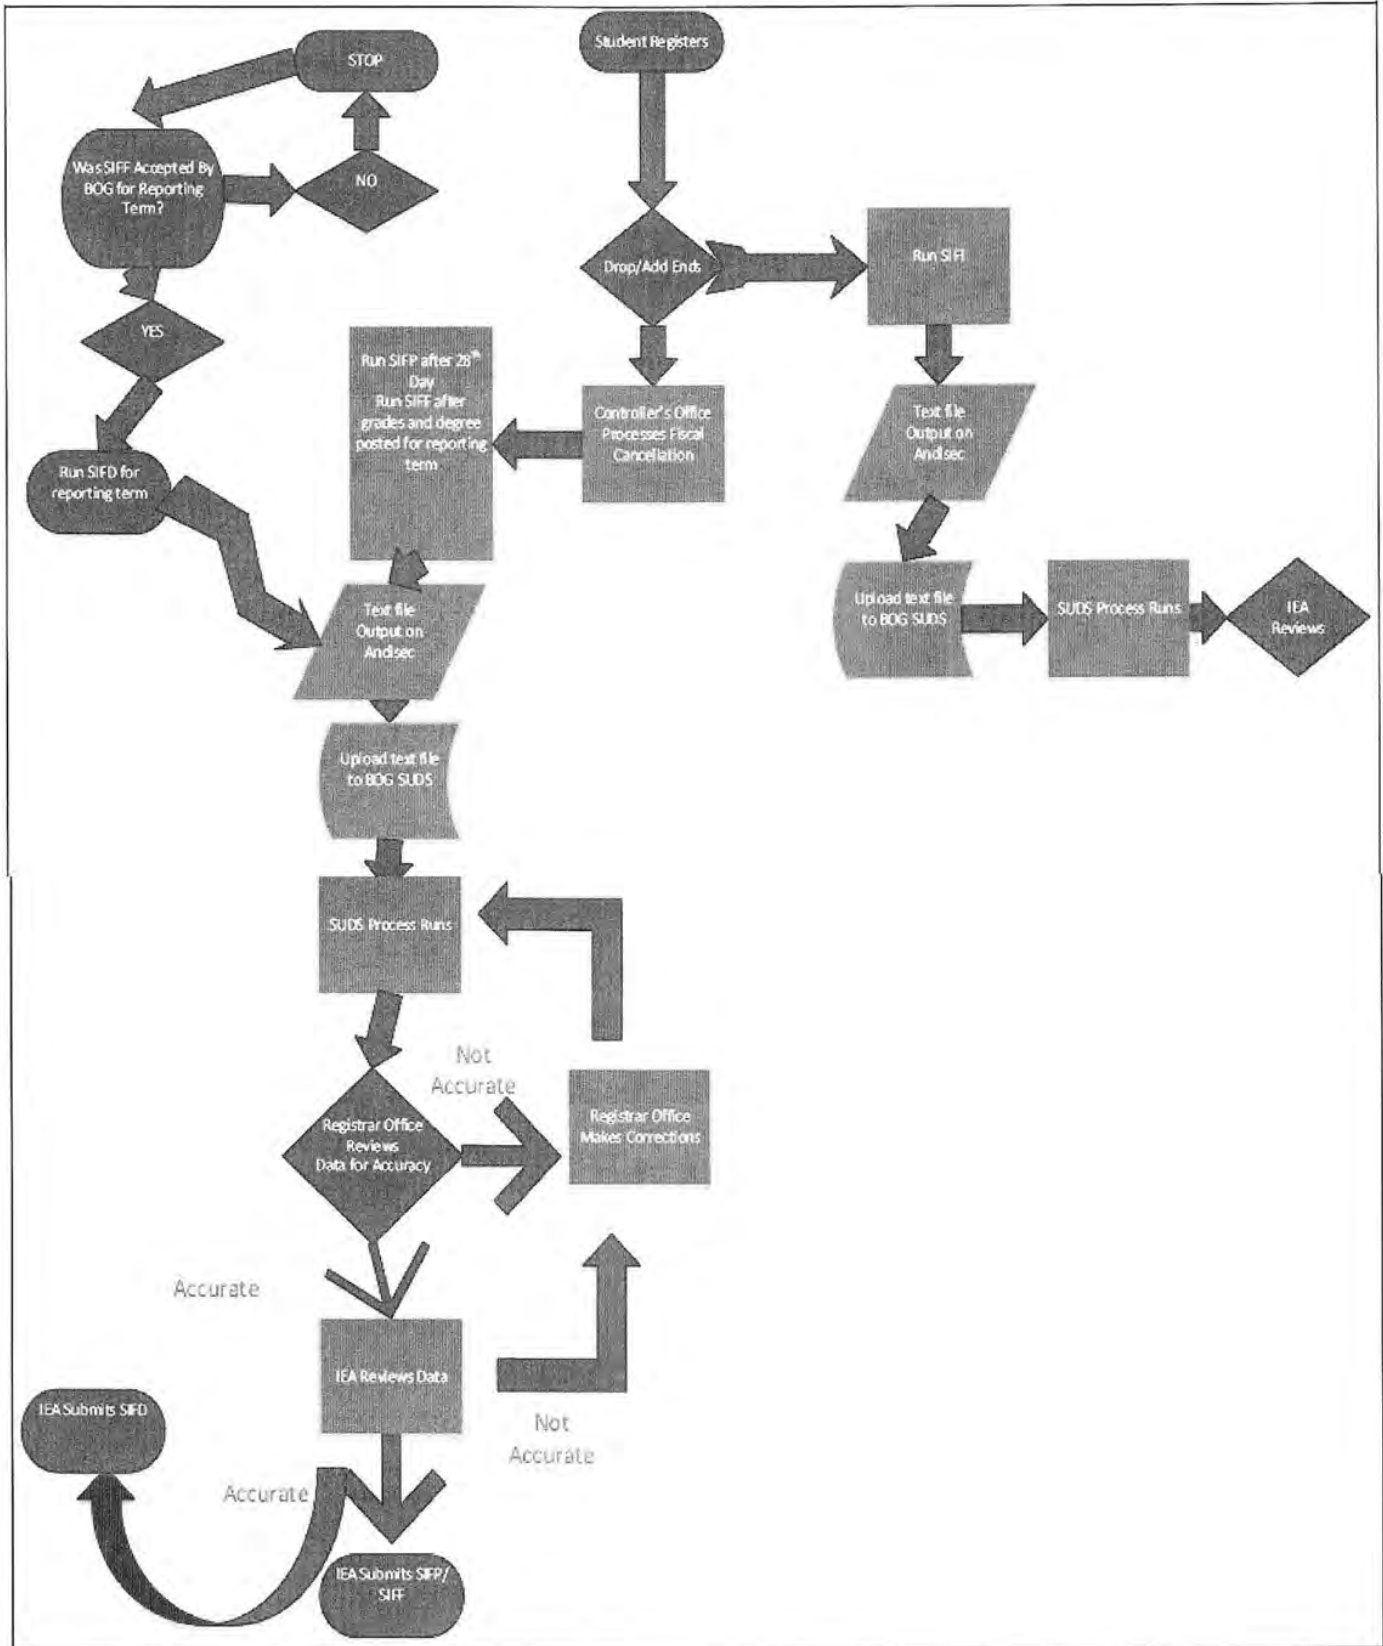 Student Registers
STOP
Was SIFF Accepted By
BOG for Reporting
Term?
NO
Drop/Add Ends
Run SIFI
YES
Run SIFP after 28th
Day
Run SIFF after
grades and degree
posted for reporting
term
Controller's Office
Processes Fiscal
Cancellation
Text file
Output on
Andisec
Run SIFD for
reporting term
Upload text file
to BOG SUDS
SUDS Process Runs
IEA
Reviews
Text file
Output on
Andisec
Upload text file
to BOG SUDS
SUDS Process Runs
Not
Accurate
Registrar Office
Reviews
Data for Accuracy
Registrar Office
Makes Corrections
Accurate
IEA Reviews Data
Not
Accurate
IEA Submits SIFD
Accurate
IEA Submits SIFP/
SIFF